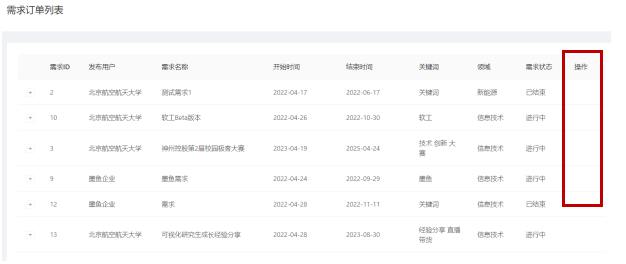 需求订单列表
需求ID 发布用户 需求名称 开始时间 结束时间 关键词 领域 需求状态 操作
2 北京航空航天大学 测试需求1 2022-04-17 2022-06-17 关键词 新能源 已结束
10 北京航空航天大学 软工Beta版本 2022-04-26 2022-10-30 软工 信息技术 进行中
3 北京航空航天大学 神州控股第2届校园极客大赛 2023-04-19 2025-04-24 技术 创新 大
赛 信息技术 进行中
9 墨鱼企业 墨鱼需求 2022-04-24 2022-09-29 墨鱼 信息技术 进行中
12 墨鱼企业 需求 2022-04-28 2022-11-11 关键词 信息技术 已结束
13 北京航空航天大学 可视化研究生成长经验分享 2022-04-28 2023-08-30 经验分享 直播
带货 信息技术 进行中